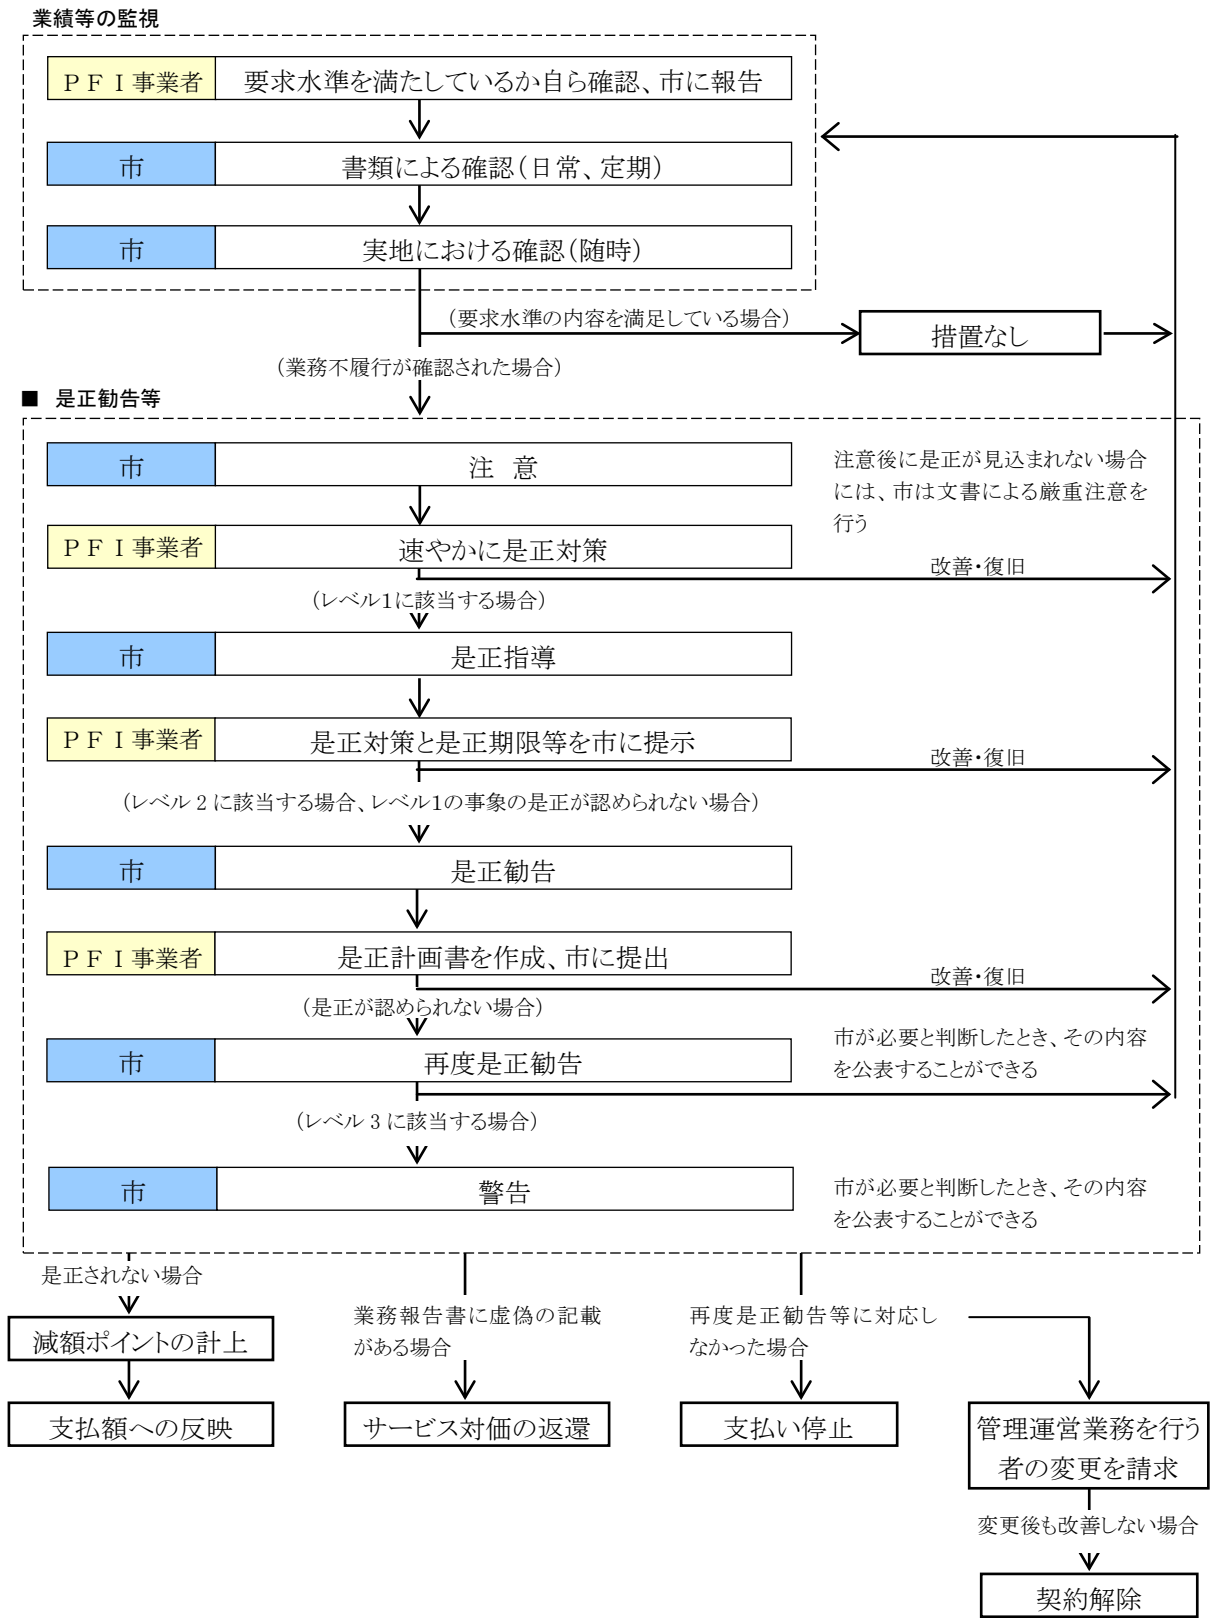 業績等の監視
ＰＦＩ事業者 要求水準を満たしているか自ら確認、市に報告
市 書類による確認（日常、定期）
市 実地における確認（随時）
（要求水準の内容を満足している場合）
措置なし
（業務不履行が確認された場合）
■ 是正勧告等
市 注 意
注意後に是正が見込まれない場合
には、市は文書による厳重注意を
行う
ＰＦＩ事業者 速やかに是正対策
改善・復旧
（レベル１に該当する場合）
市 是正指導
ＰＦＩ事業者 是正対策と是正期限等を市に提示
改善・復旧
（レベル２に該当する場合、レベル１の事象の是正が認められない場合）
市 是正勧告
ＰＦＩ事業者 是正計画書を作成、市に提出
改善・復旧
（是正が認められない場合）
市 再度是正勧告
市が必要と判断したとき、その内容
を公表することができる
（レベル３に該当する場合）
市 警告
市が必要と判断したとき、その内容
を公表することができる
是正されない場合
減額ポイントの計上
支払額への反映
業務報告書に虚偽の記載
がある場合
サービス対価の返還
再度是正勧告等に対応し
なかった場合
支払い停止
管理運営業務を行う
者の変更を請求
変更後も改善しない場合
契約解除